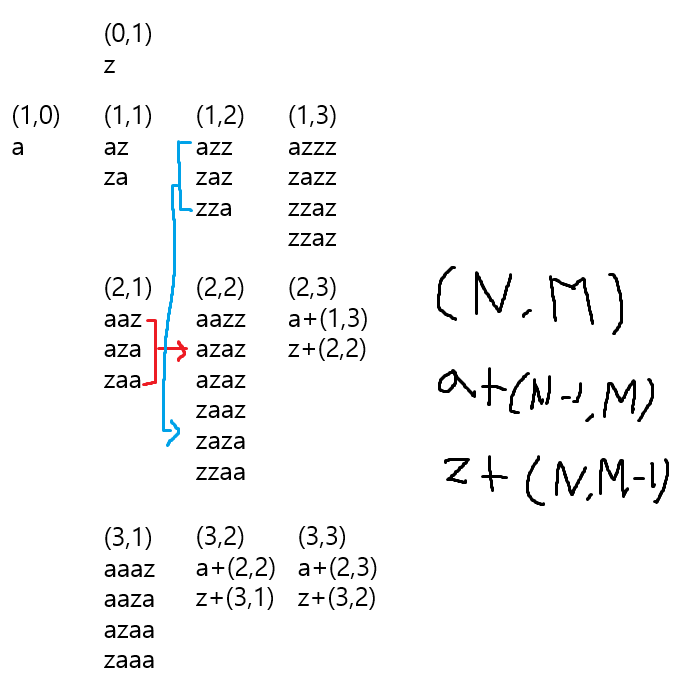 (0,1)
z
(1,0) (1,1) (1,2) (1,3)
a az azz azzz
za zaz zazz
zza zzaz
zzaz
(2,1) (2,2) (2,3)
aaz aazz a+(1,3)
aza azaz z+(2,2)
zaa azaz
zaaz
zaza
zzaa
(3,1) (3,2) (3,3)
aaaz a+(2,2) a+(2,3)
aaza z+(3,1) z+(3,2)
azaa
zaaa
(N, M)
a+(N-1, M)
z+(N, M-1)